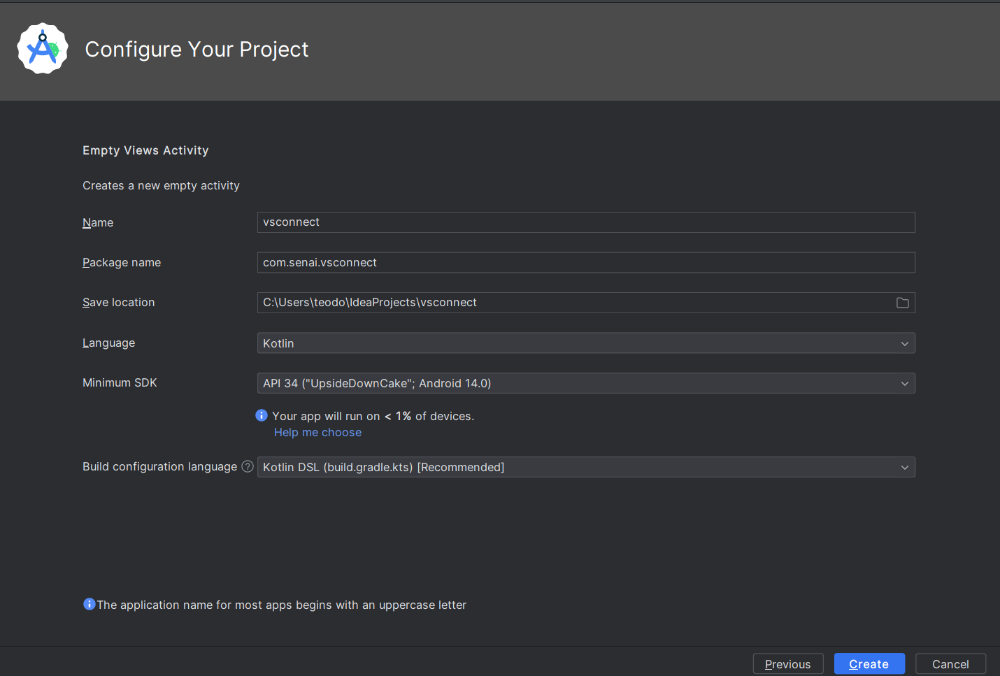 Configure Your Project
Empty Views Activity
Creates a new empty activity
Name
vsconnect
Package name
com.senai.vsconnect
Save location
C:\Users\teodo\IdeaProjects\vsconnect
Language
Kotlin
Minimum SDK
API 34 ("UpsideDownCake"; Android 14.0)
Your app will run on < 1% of devices.
Help me choose
Build configuration language
Kotlin DSL (build.gradle.kts) [Recommended]
The application name for most apps begins with an uppercase letter
Previous
Create
Cancel